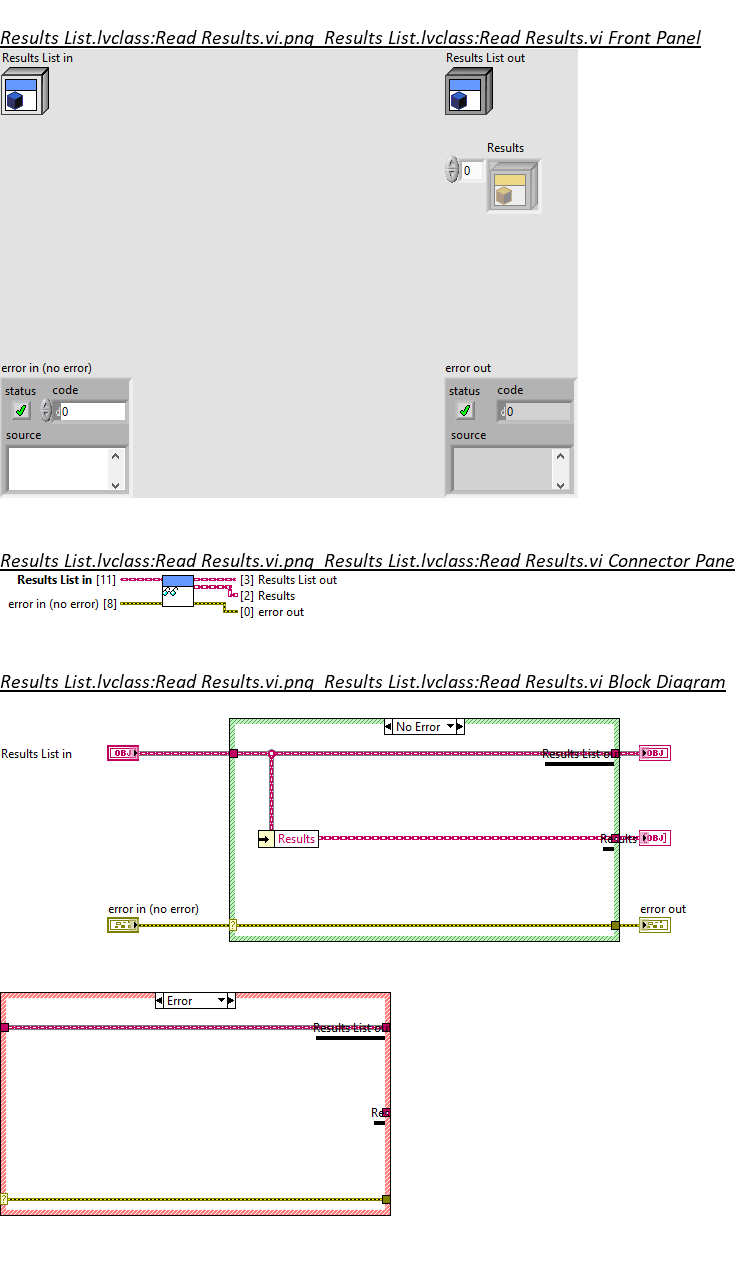 Results List.lvclass:Read Results.vi.png Results List.lvclass:Read Results.vi Front Panel
Results List in
Results List out
Results
0
error in (no error)
error out
status code
status code
d 0
d 0
source
source
Results List.lvclass:Read Results.vi.png Results List.lvclass:Read Results.vi Connector Pane
Results List in [11]
[3] Results List out
[2] Results
error in (no error) [8]
[0] error out
Results List.lvclass:Read Results.vi.png Results List.lvclass:Read Results.vi Block Diagram
No Error
Results List in
OBJ
Results List ou
OBJ
Results
Results
OBJ
error in (no error)
error out
?
Error
Results List ou
Re
?